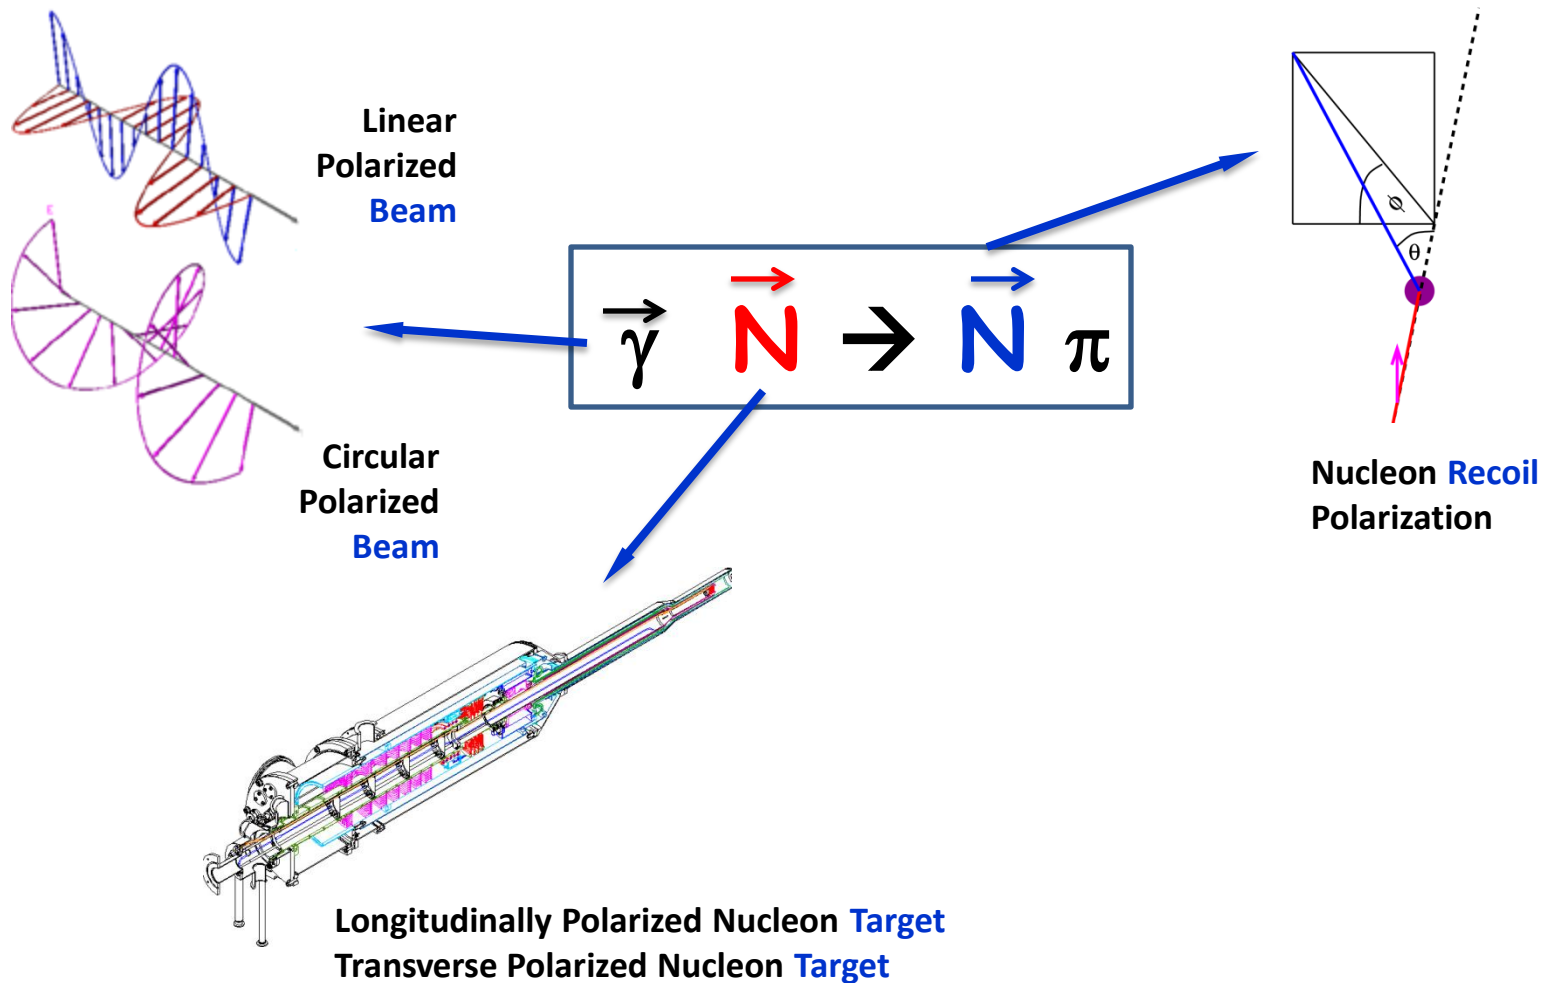 Linear
Polarized
Beam
ε
Circular
Polarized
Beam
γ N → N π
ϕ
θ
Nucleon Recoil
Polarization
Longitudinally Polarized Nucleon Target
Transverse Polarized Nucleon Target